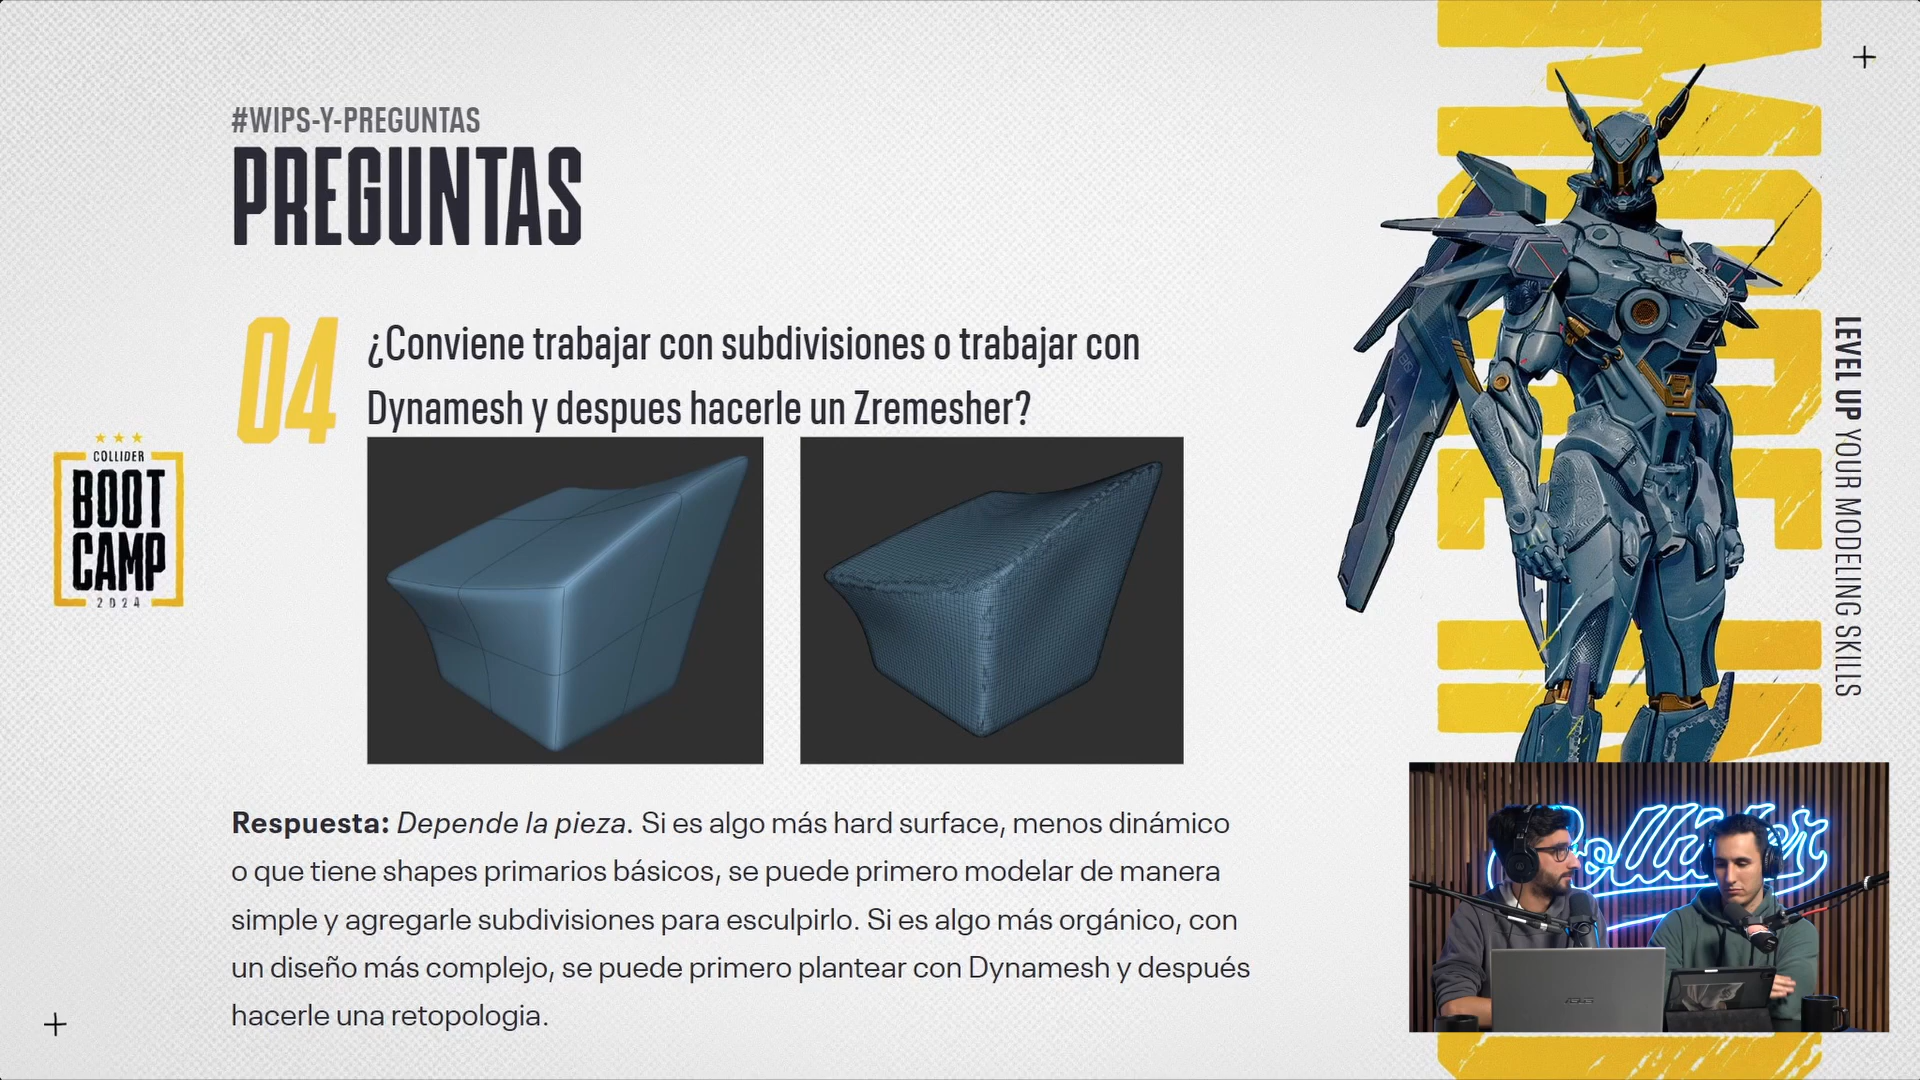 #WIPS-Y-PREGUNTAS
PREGUNTAS
04
¿Conviene trabajar con subdivisiones o trabajar con
Dynamesh y despues hacerle un Zremesher?
COLLIDER
BOOT
CAMP
2024
Respuesta: Depende la pieza. Si es algo más hard surface, menos dinámico
o que tiene shapes primarios básicos, se puede primero modelar de manera
simple y agregarle subdivisiones para esculpirlo. Si es algo más orgánico, con
un diseño más complejo, se puede primero plantear con Dynamesh y después
hacerle una retopologia.
LEVEL UP YOUR MODELING SKILLS
Collider
ASUS